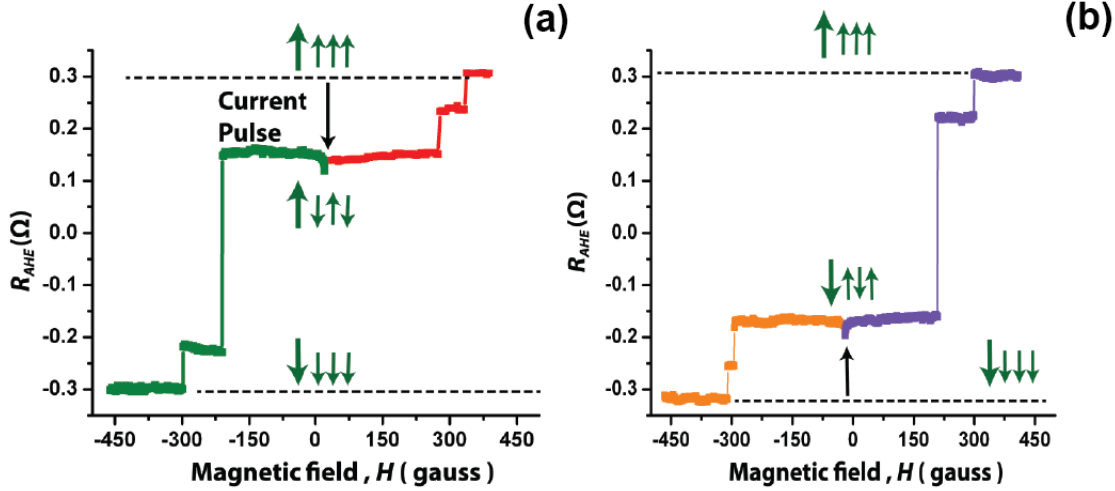 (a)
0.3
0.2
0.1
0.0
-0.1
-0.2
-0.3
R_AHE(Ω)
Current
Pulse
-450 -300 -150 0 150 300 450
Magnetic field , H ( gauss )
(b)
0.3
0.2
0.1
0.0
-0.1
-0.2
-0.3
R_AHE(Ω)
-450 -300 -150 0 150 300 450
Magnetic field , H ( gauss )